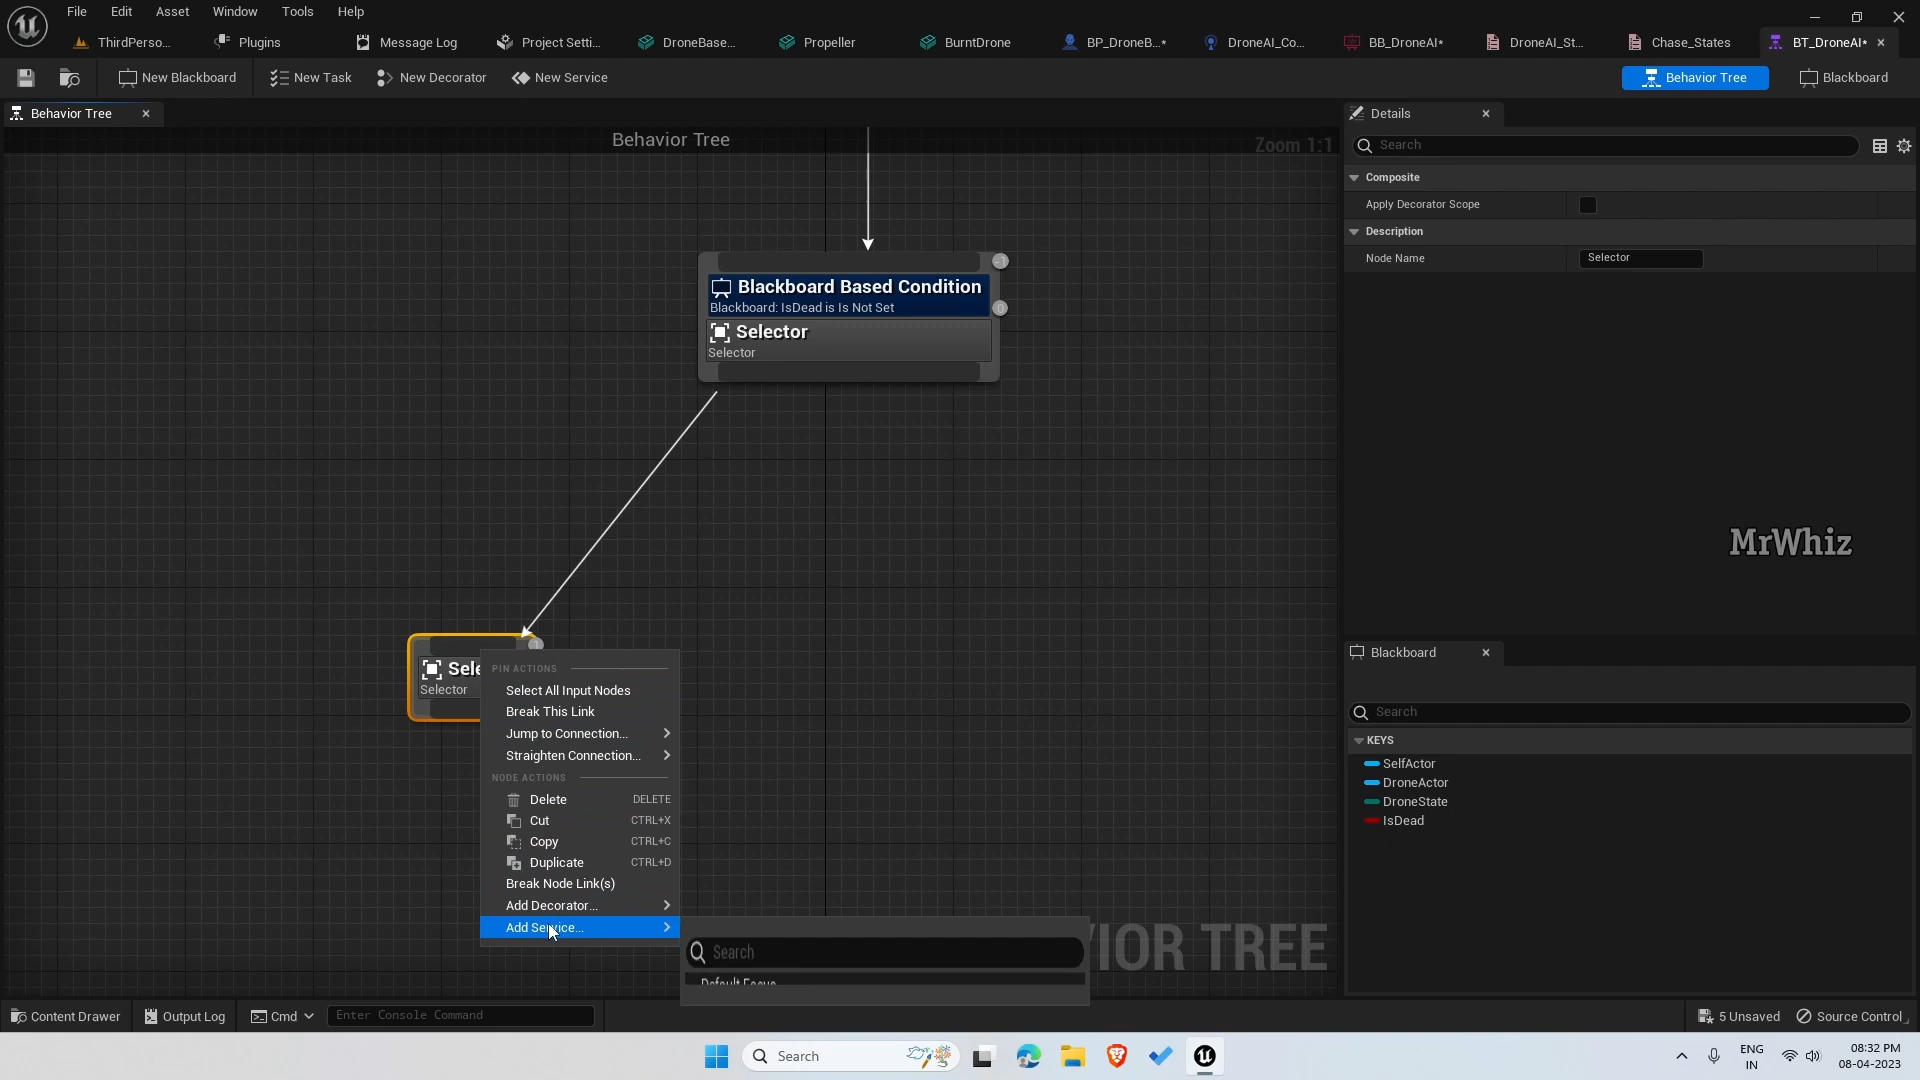 File Edit Asset Window Tools Help
ThirdPerso... Plugins Message Log Project Setti... DroneBase... Propeller BurntDrone BP_DroneB...* DroneAI_Co... BB_DroneAI* DroneAI_St... Chase_States BT_DroneAI*
New Blackboard New Task New Decorator New Service Behavior Tree Blackboard
Behavior Tree
Behavior Tree
Zoom 1:1
Details
Search
Composite
Apply Decorator Scope
Description
Node Name Selector
-1
Blackboard Based Condition
Blackboard: IsDead is Is Not Set
0
Selector
Selector
MrWhiz
1
Sele
Selector
PIN ACTIONS
Select All Input Nodes
Break This Link
Jump to Connection...
Straighten Connection...
NODE ACTIONS
Delete DELETE
Cut CTRL+X
Copy CTRL+C
Duplicate CTRL+D
Break Node Link(s)
Add Decorator...
Add Service...
Search
Default Focus
IOR TREE
Blackboard
Search
KEYS
SelfActor
DroneActor
DroneState
IsDead
Content Drawer Output Log Cmd Enter Console Command 5 Unsaved Source Control
Search
ENG
IN
08:32 PM
08-04-2023